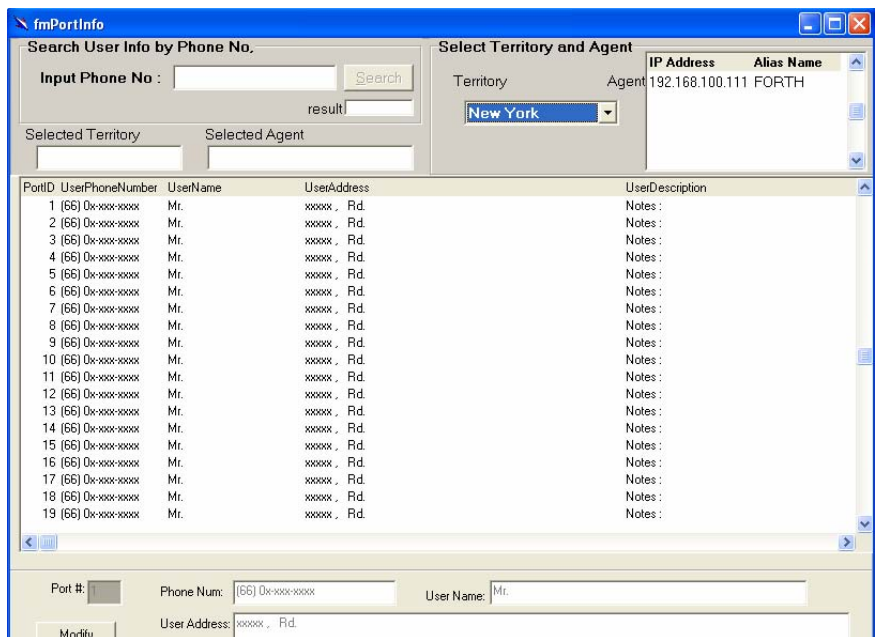 fmPortInfo
Search User Info by Phone No.
Input Phone No :
Search
result
Selected Territory
Selected Agent
Select Territory and Agent
Territory
New York
Agent
IP Address Alias Name
192.168.100.111 FORTH
PortID UserPhoneNumber UserName UserAddress UserDescription
1 (66) 0x-xxx-xxxx Mr. xxxxx , Rd. Notes :
2 (66) 0x-xxx-xxxx Mr. xxxxx , Rd. Notes :
3 (66) 0x-xxx-xxxx Mr. xxxxx , Rd. Notes :
4 (66) 0x-xxx-xxxx Mr. xxxxx , Rd. Notes :
5 (66) 0x-xxx-xxxx Mr. xxxxx , Rd. Notes :
6 (66) 0x-xxx-xxxx Mr. xxxxx , Rd. Notes :
7 (66) 0x-xxx-xxxx Mr. xxxxx , Rd. Notes :
8 (66) 0x-xxx-xxxx Mr. xxxxx , Rd. Notes :
9 (66) 0x-xxx-xxxx Mr. xxxxx , Rd. Notes :
10 (66) 0x-xxx-xxxx Mr. xxxxx , Rd. Notes :
11 (66) 0x-xxx-xxxx Mr. xxxxx , Rd. Notes :
12 (66) 0x-xxx-xxxx Mr. xxxxx , Rd. Notes :
13 (66) 0x-xxx-xxxx Mr. xxxxx , Rd. Notes :
14 (66) 0x-xxx-xxxx Mr. xxxxx , Rd. Notes :
15 (66) 0x-xxx-xxxx Mr. xxxxx , Rd. Notes :
16 (66) 0x-xxx-xxxx Mr. xxxxx , Rd. Notes :
17 (66) 0x-xxx-xxxx Mr. xxxxx , Rd. Notes :
18 (66) 0x-xxx-xxxx Mr. xxxxx , Rd. Notes :
19 (66) 0x-xxx-xxxx Mr. xxxxx , Rd. Notes :
Port #: 1 Phone Num: (66) 0x-xxx-xxxx User Name: Mr.
Modify User Address: xxxxx , Rd.